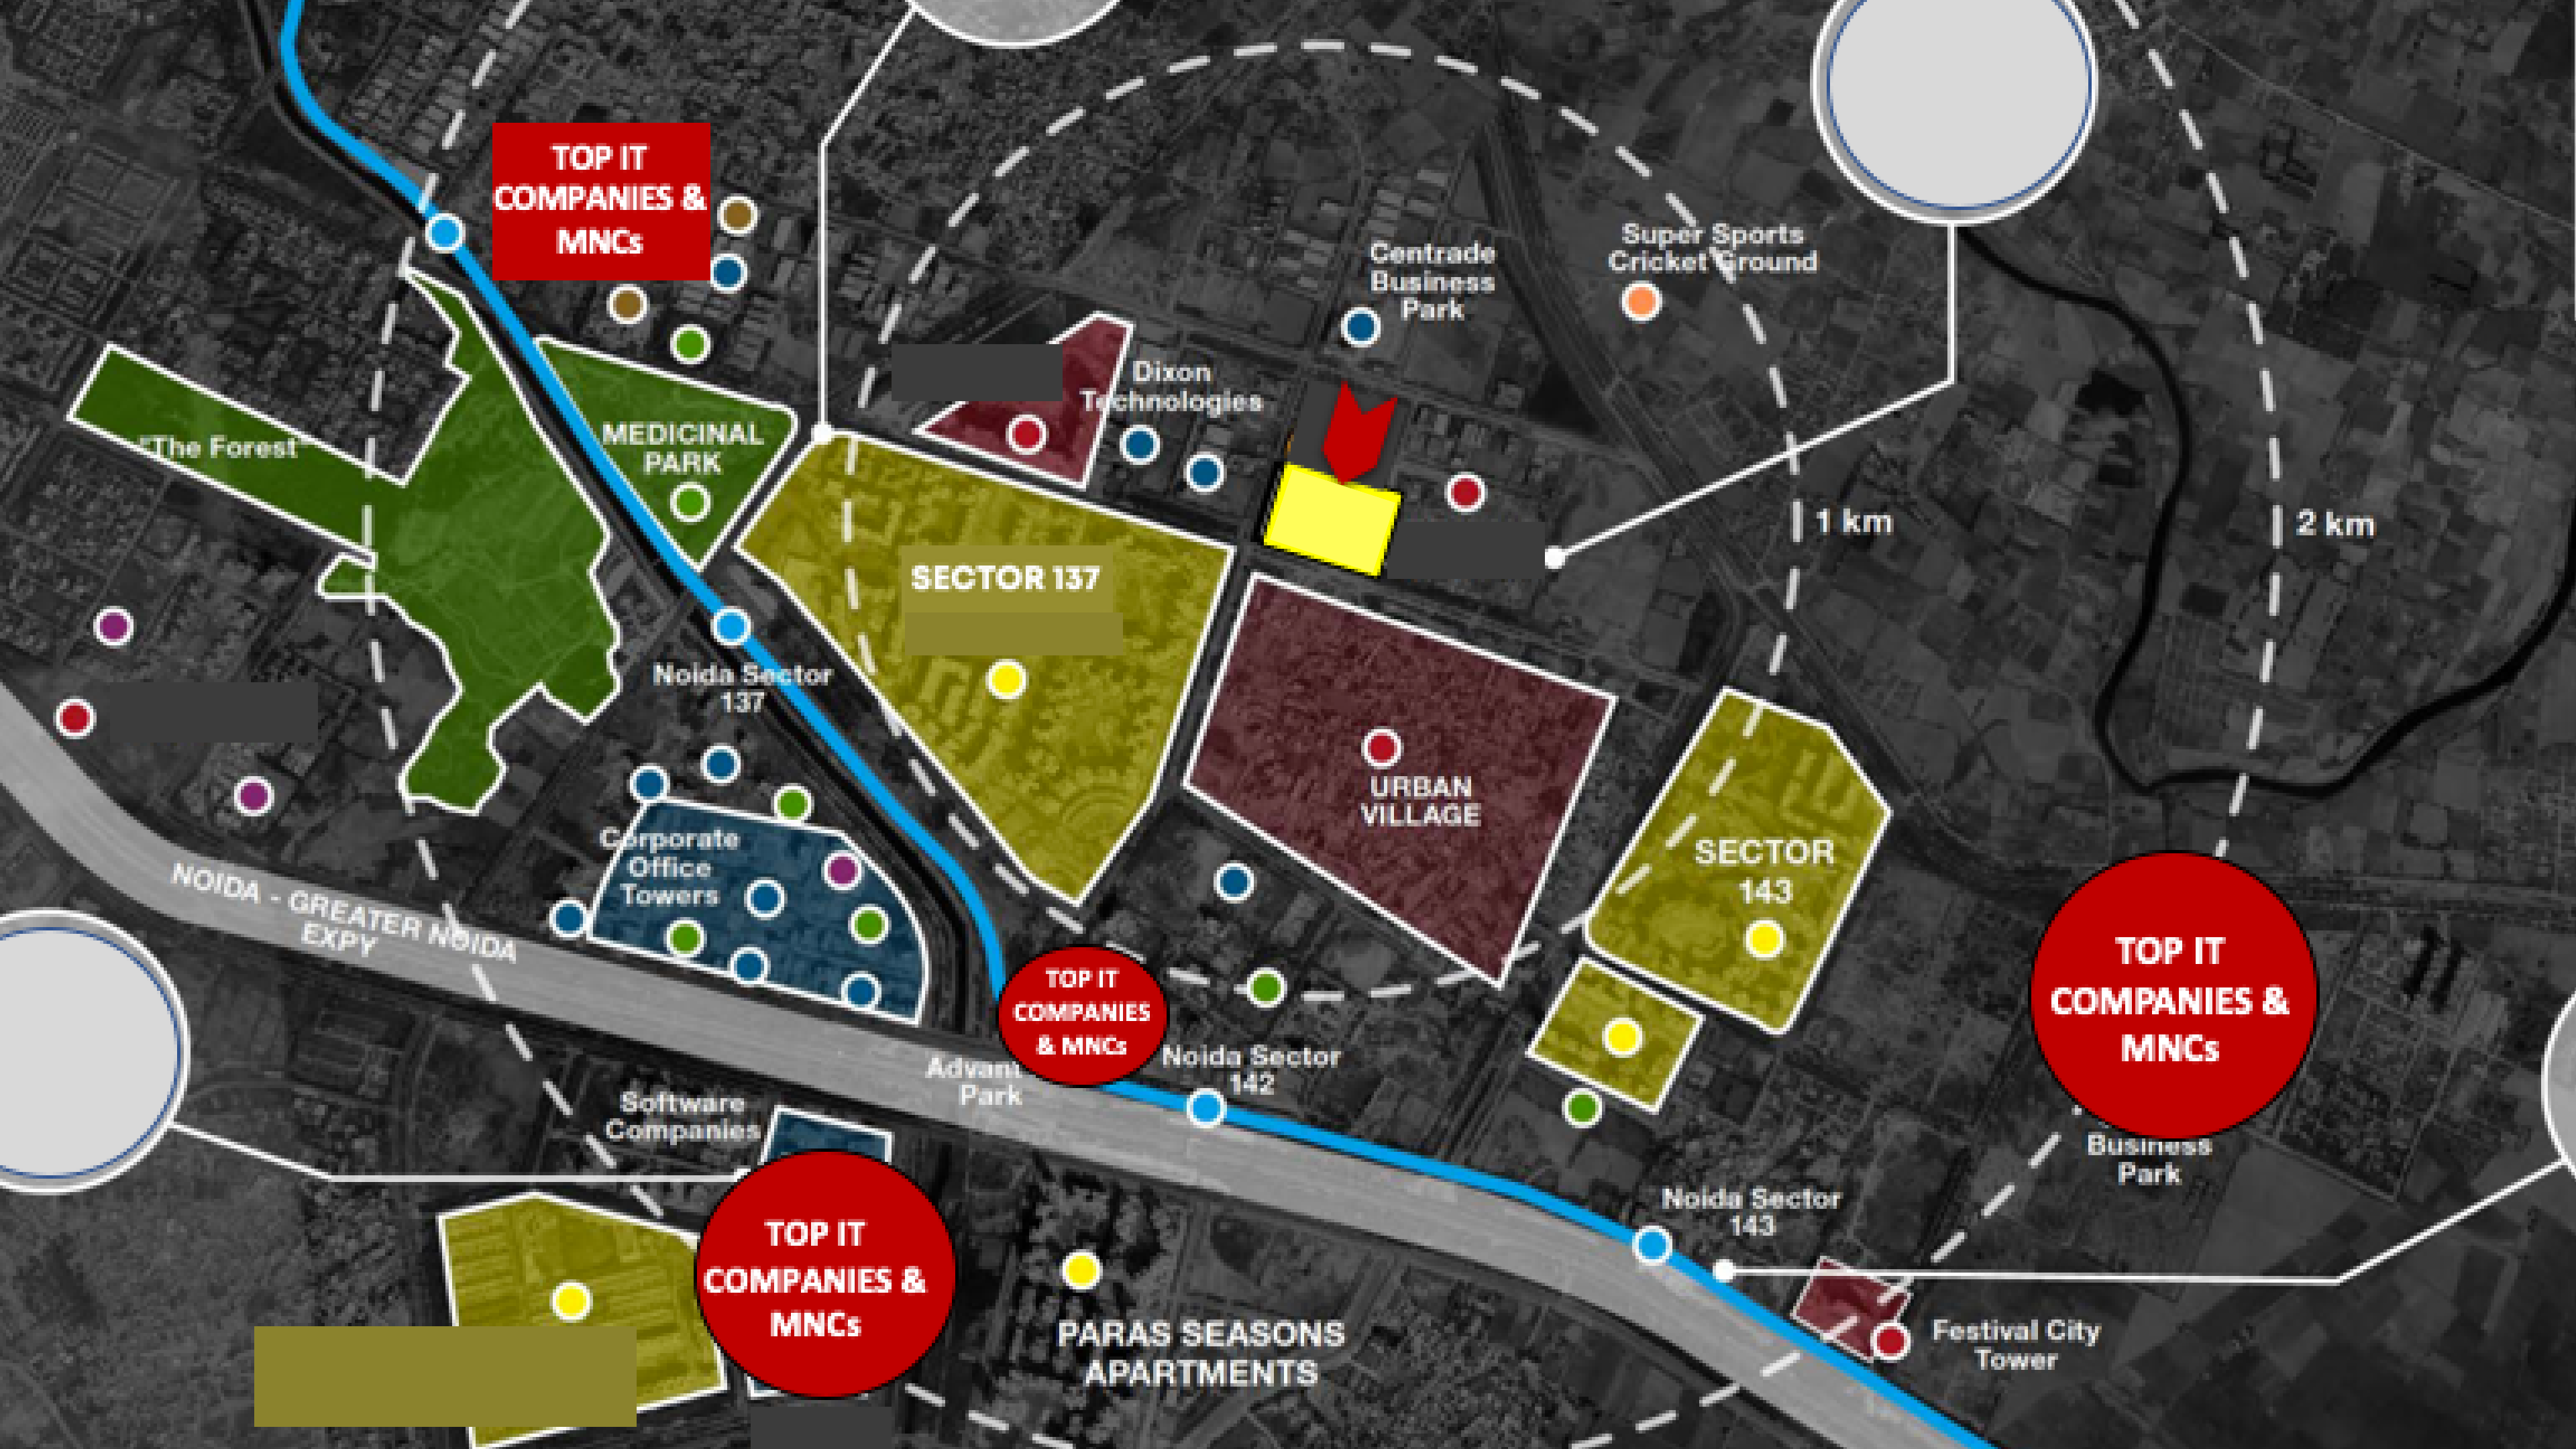 TOP IT
COMPANIES &
MNCs
Super Sports
Cricket Ground
Centrade
Business
Park
Dixon
Technologies
"The Forest"
MEDICINAL
PARK
1 km
2 km
SECTOR 137
Noida Sector
137
URBAN
VILLAGE
Corporate
Office
Towers
SECTOR
143
NOIDA - GREATER NOIDA
EXPY
TOP IT
COMPANIES
& MNCs
TOP IT
COMPANIES &
MNCs
Noida Sector
142
Park
Software
Companies
Business
Park
Noida Sector
143
TOP IT
COMPANIES &
MNCs
PARAS SEASONS
APARTMENTS
Festival City
Tower